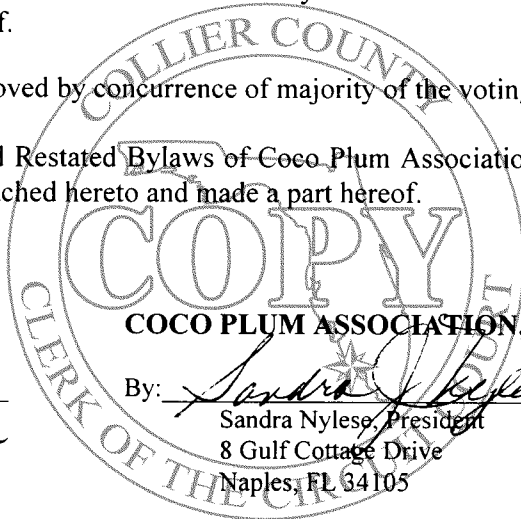 f.
oved by concurrence of majority of the voting
l Restated Bylaws of Coco Plum Association
ched hereto and made a part hereof.
COLLIER COUNTY
COPY
CLERK OF THE CIRCUIT COURT
COCO PLUM ASSOCIATION,
By:
Sandra Nylese, President
8 Gulf Cottage Drive
Naples, FL 34105